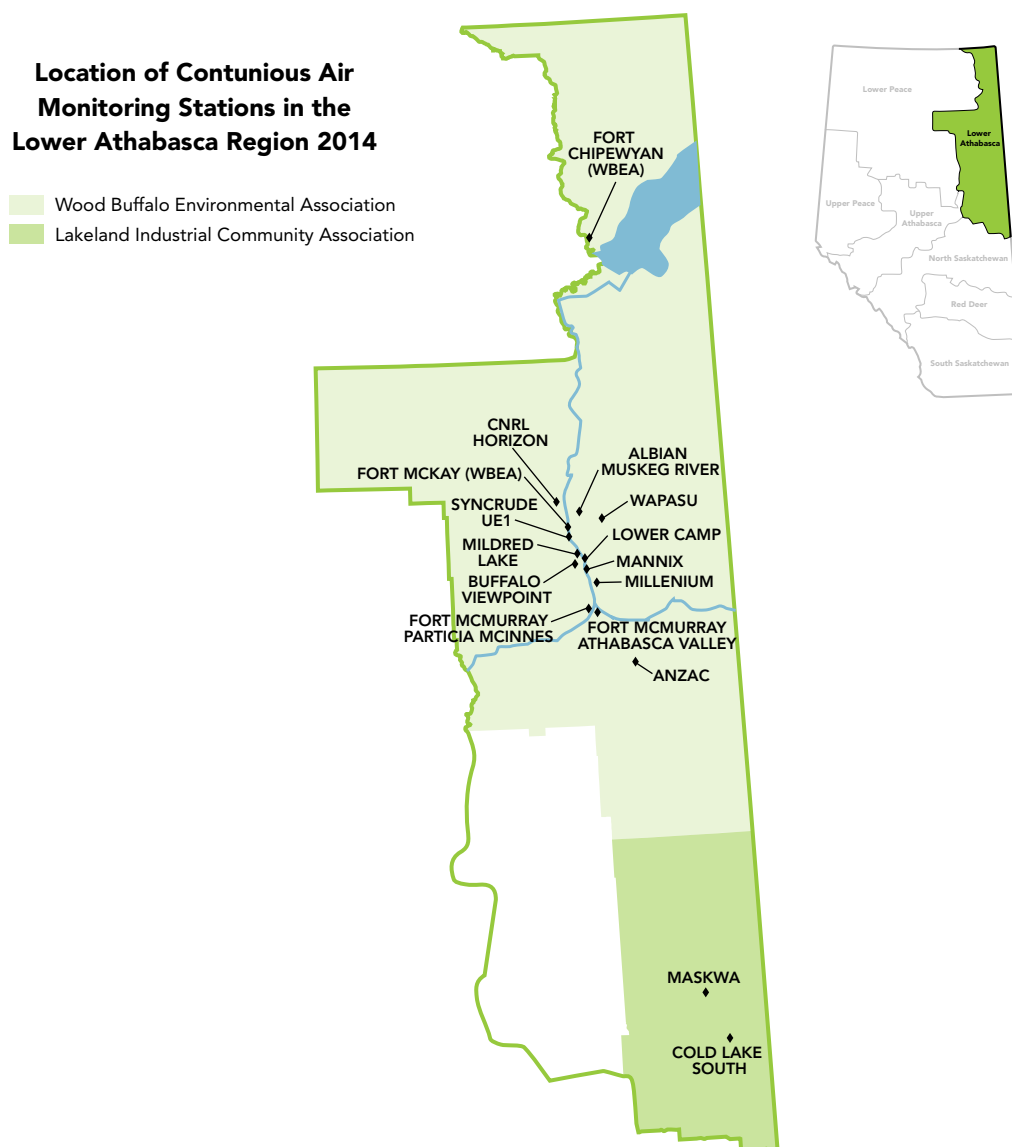 Location of Contunious Air
Monitoring Stations in the
Lower Athabasca Region 2014
Wood Buffalo Environmental Association
Lakeland Industrial Community Association
FORT
CHIPEWYAN
(WBEA)
CNRL
HORIZON
FORT MCKAY (WBEA)
SYNCRUDE
UE1
MILDRED
LAKE
BUFFALO
VIEWPOINT
FORT MCMURRAY
PARTICIA MCINNES
ALBIAN
MUSKEG RIVER
WAPASU
LOWER CAMP
MANNIX
MILLENIUM
FORT MCMURRAY
ATHABASCA VALLEY
ANZAC
MASKWA
COLD LAKE
SOUTH
Lower Peace
Lower
Athabasca
Upper Peace
Upper
Athabasca
North Saskatchewan
Red Deer
South Saskatchewan